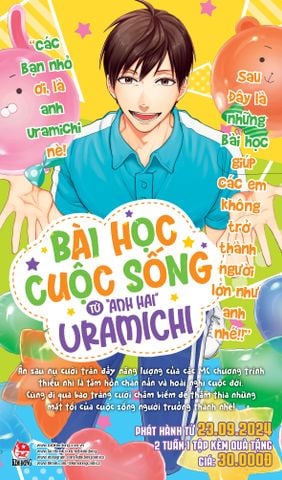 "Các
Bạn nhỏ
ơi, là
anh
Uramichi
nè!
Sau
đây là
những
Bài học
giúp
các em
không
trở
thành
người
lớn như
anh
nhé!!"
BÀI HỌC
CUỘC SỐNG
TỪ "ANH HAI"
URAMICHI
Ẩn sau nụ cười tràn đầy năng lượng của các MC chương trình
thiếu nhi là tâm hồn chán nản và hoài nghi cuộc đời.
Cùng đi qua bao tràng cười châm biếm để thấm thía những
mặt tối của cuộc sống người trưởng thành nhé!
PHÁT HÀNH TỪ 23.09.2024
2 TUẦN 1 TẬP KÈM QUÀ TẶNG
GIÁ: 30.000Đ
KIM ĐỒNG